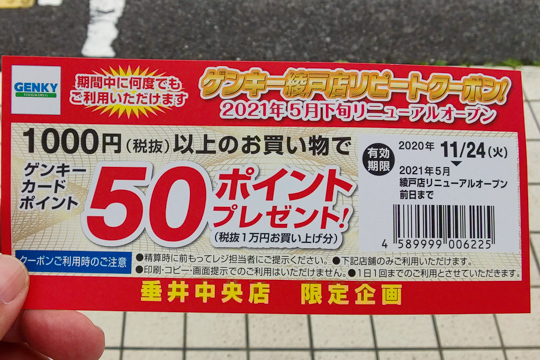 GENKY
期間中に何度でも
ご利用いただけます
ゲンキー綾戸店リピートクーポン!
2021年5月下旬リニューアルオープン
1000円(税抜)以上のお買い物で
ゲンキー
カード
ポイント
50ポイント
プレゼント!
(税抜1万円お買い上げ分)
有効
期限
2020年 11/24(火)
2021年5月
綾戸店リニューアルオープン
前日まで
4 589999 006225
クーポンご利用時のご注意
●精算時に前もってレジ担当者にご提示ください。●下記店舗のみご利用いただけます。
●印刷・コピー・画面提示でのご利用はいただけません。●1日1回までのご利用とさせていただきます。
垂井中央店 限定企画